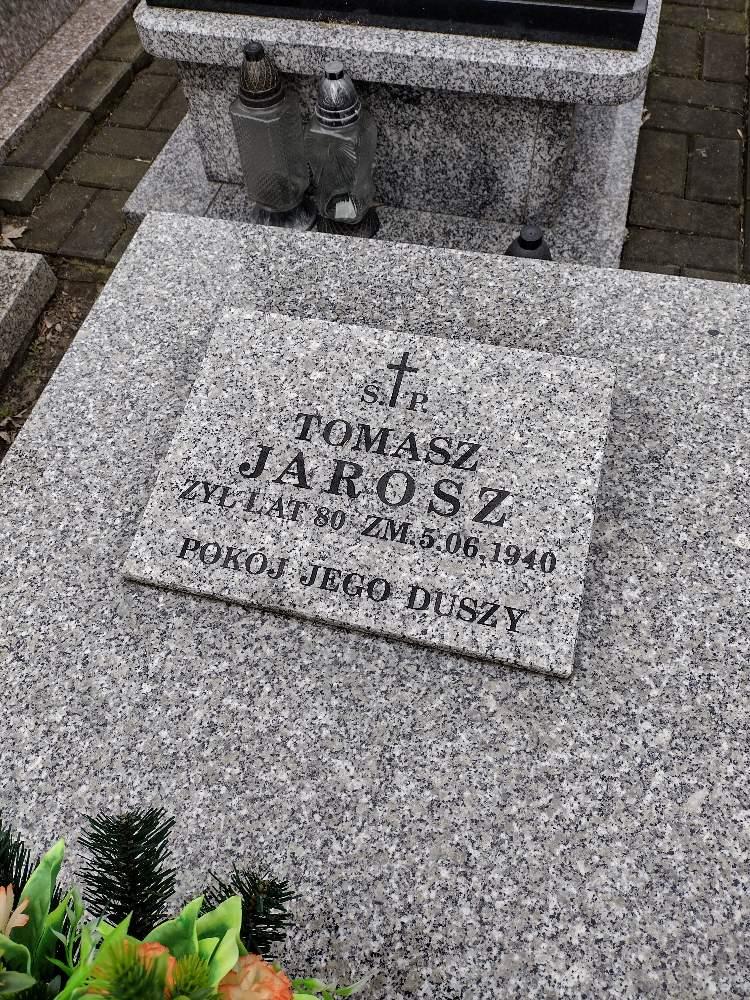 Ś. P.
TOMASZ
JAROSZ
ŻYŁ LAT 80 ZM. 5.06.1940
POKÓJ JEGO DUSZY